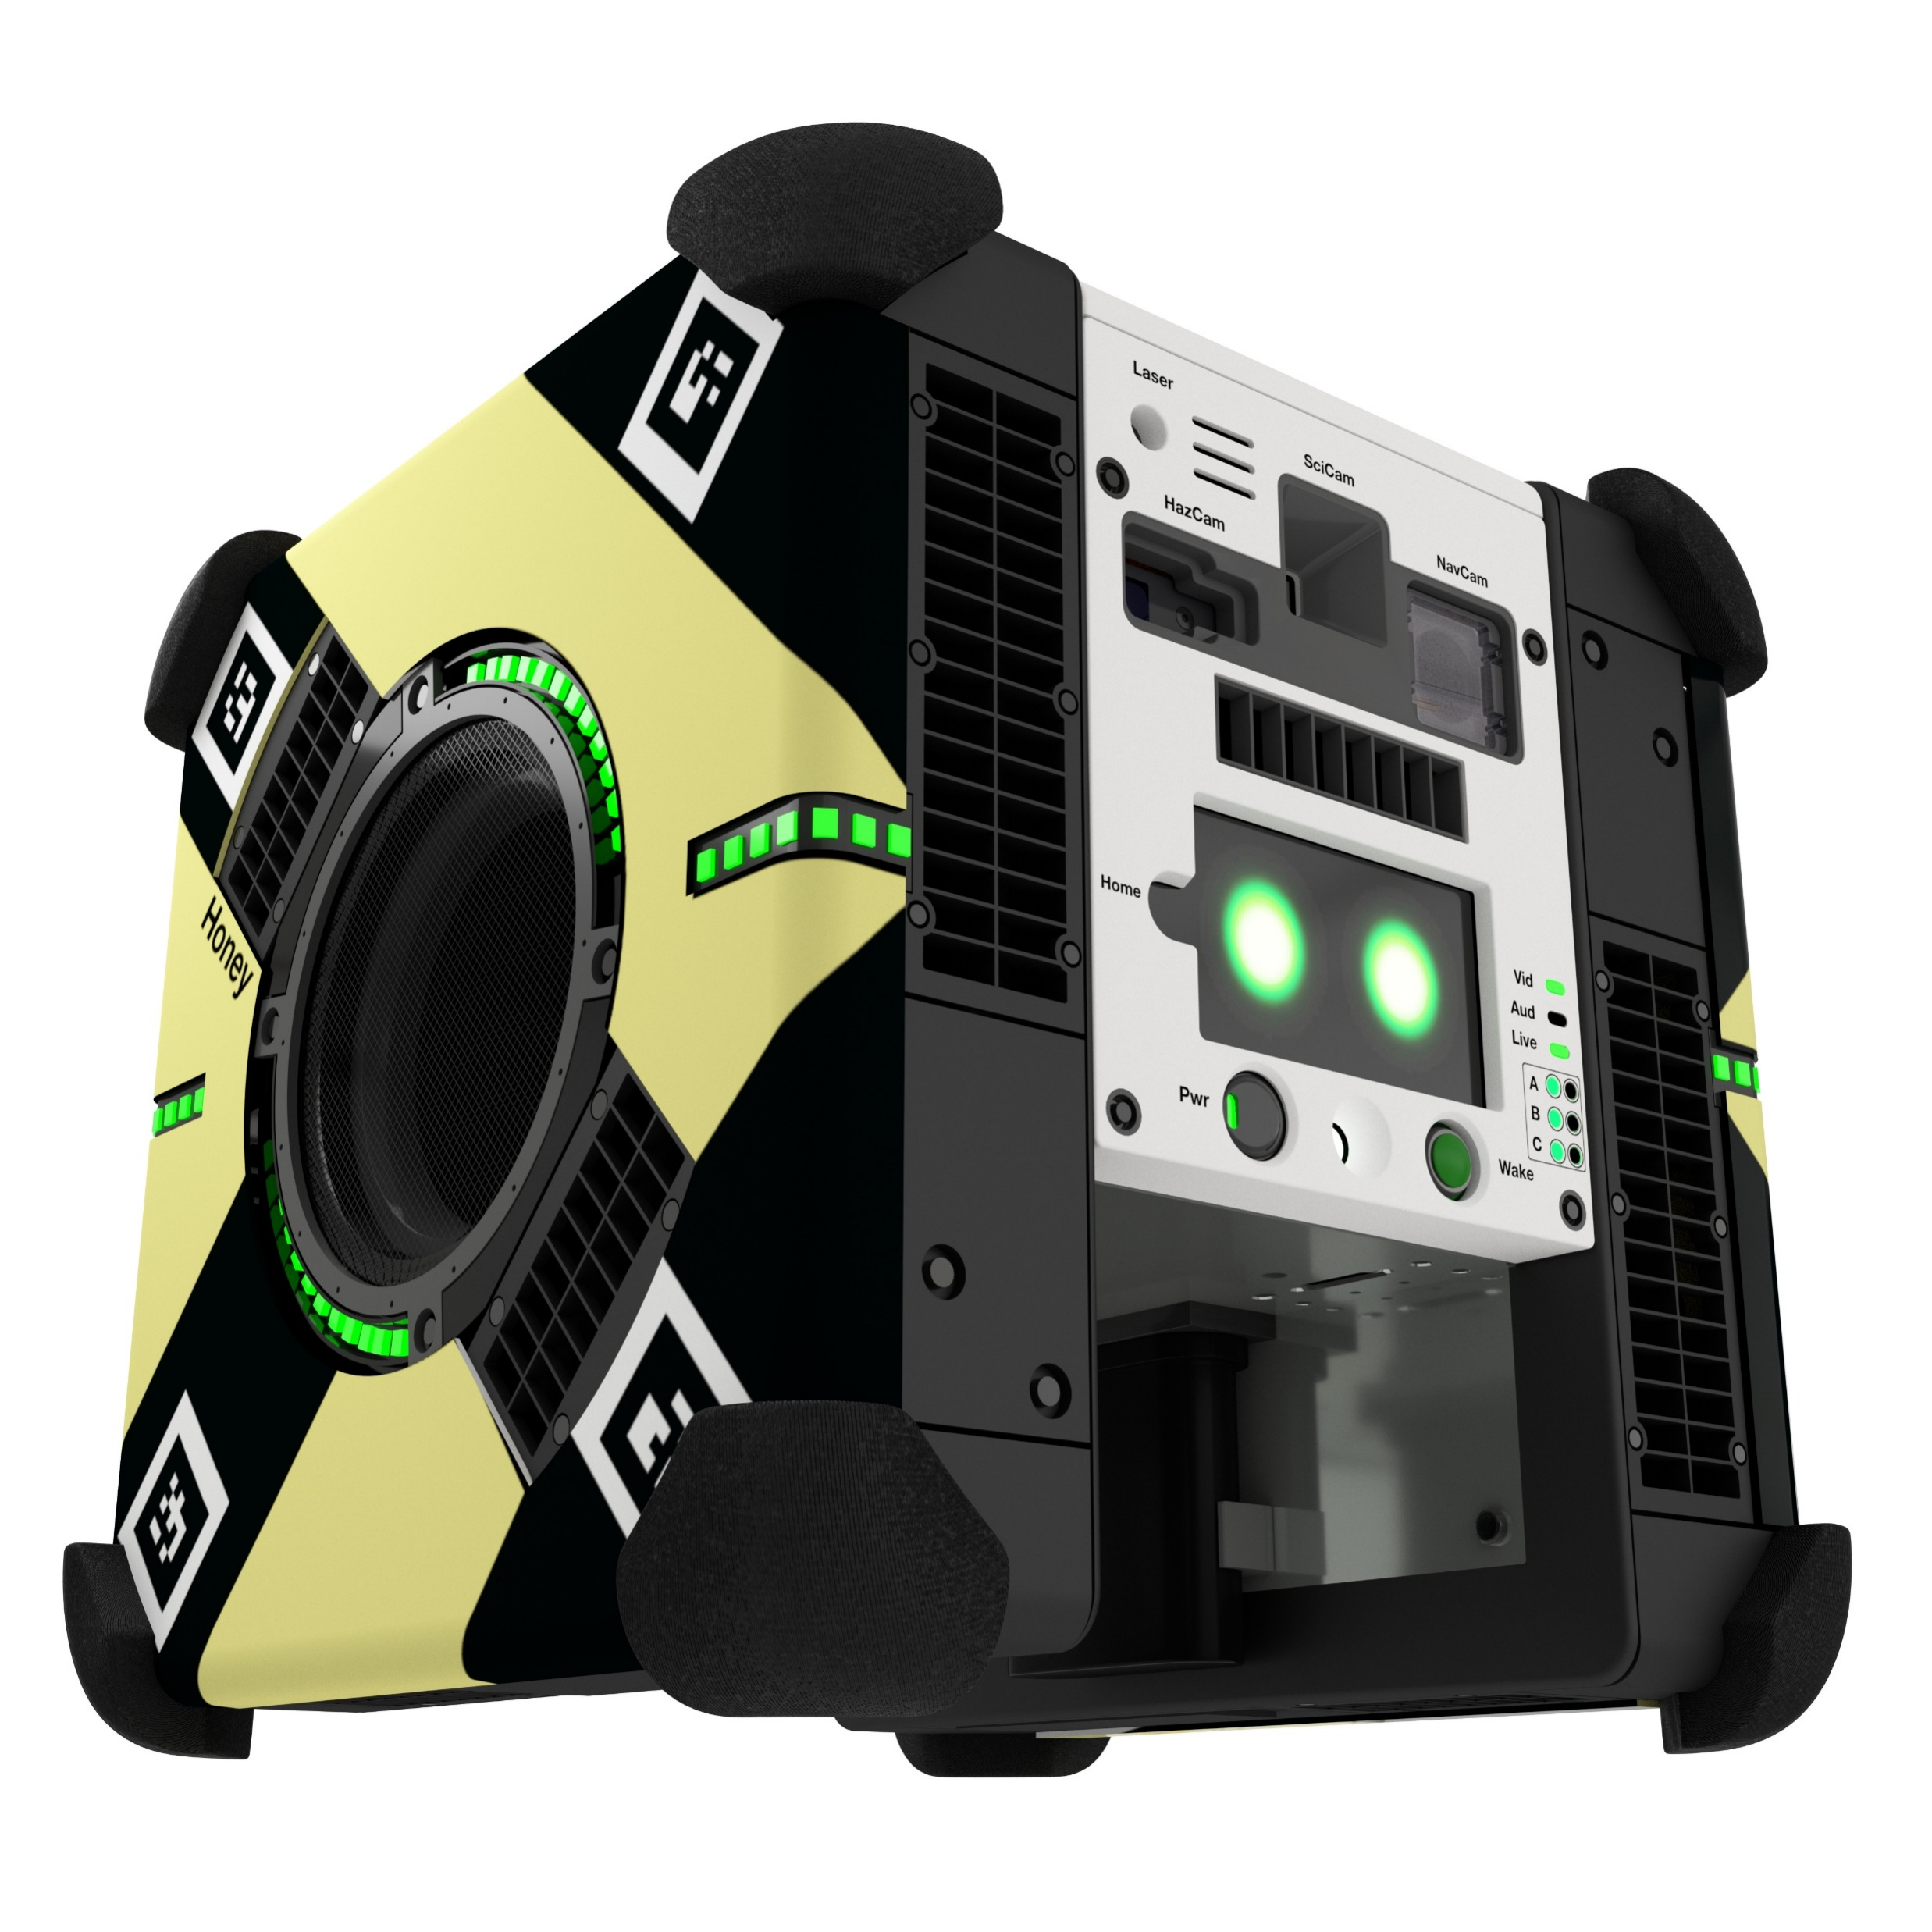 Laser
SciCam
HazCam
NavCam
Home
Honey
Vid
Aud
Live
Pwr
A
B
C
Wake